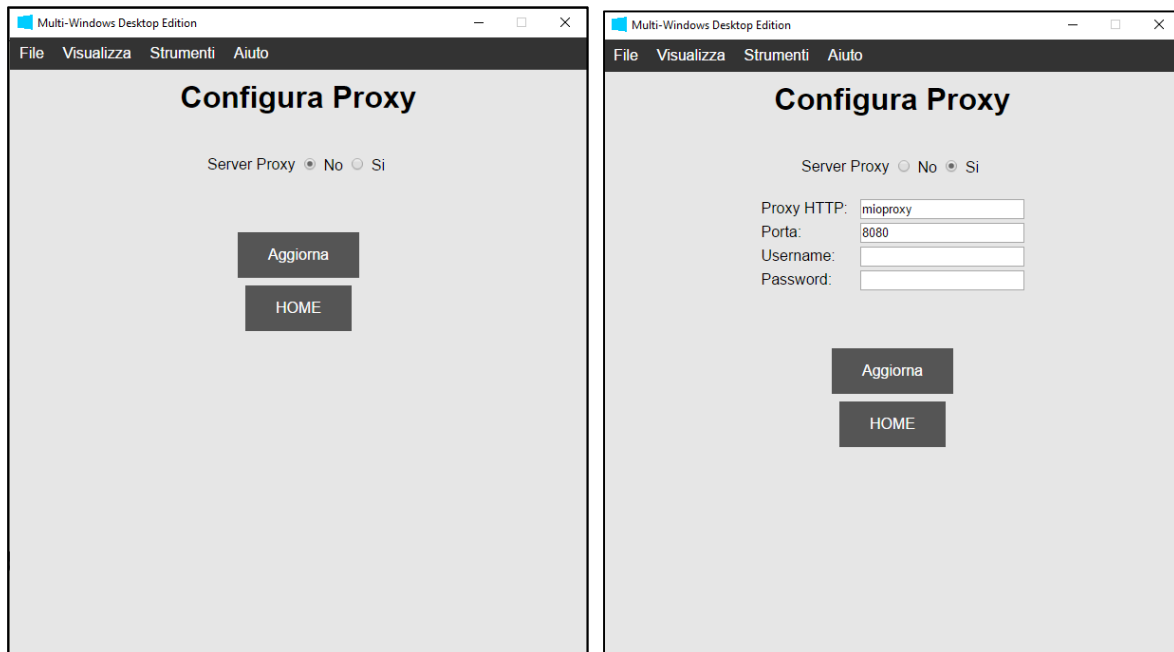 Multi-Windows Desktop Edition
File Visualizza Strumenti Aiuto
Configura Proxy
Server Proxy No Si
Aggiorna
HOME
Multi-Windows Desktop Edition
File Visualizza Strumenti Aiuto
Configura Proxy
Server Proxy No Si
Proxy HTTP: mioproxy
Porta: 8080
Username:
Password:
Aggiorna
HOME